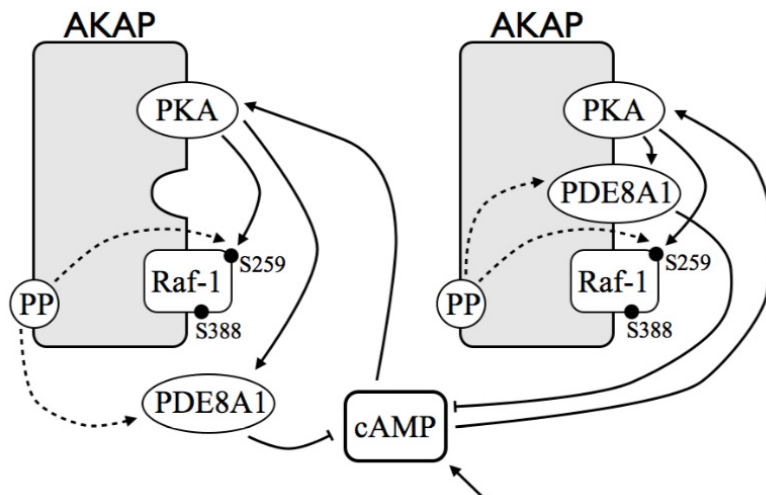 AKAP
AKAP
PKA
PKA
PDE8A1
S259
S259
Raf-1
Raf-1
PP
PP
S388
S388
PDE8A1
cAMP